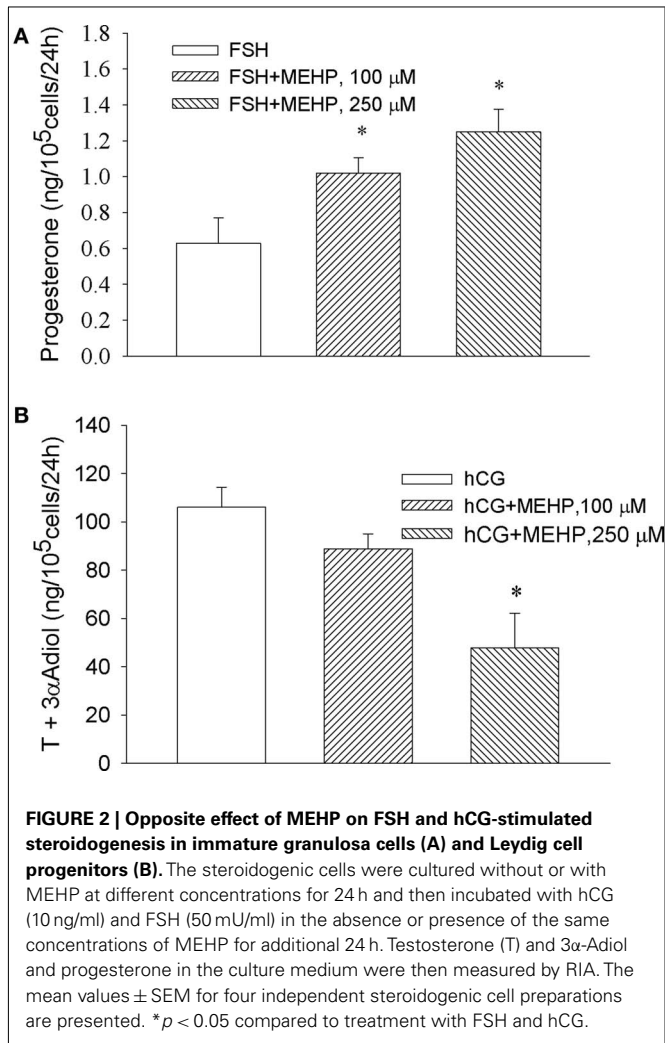 A
Progesterone (ng/10⁵cells/24h)
1.8
1.6
1.4
1.2
1.0
0.8
0.6
0.4
0.2
0.0
FSH
FSH+MEHP, 100 μM
FSH+MEHP, 250 μM
*
*
B
T + 3αAdiol (ng/10⁵cells/24h)
140
120
100
80
60
40
20
0
hCG
hCG+MEHP,100 μM
hCG+MEHP,250 μM
*
FIGURE 2 | Opposite effect of MEHP on FSH and hCG-stimulated
steroidogenesis in immature granulosa cells (A) and Leydig cell
progenitors (B). The steroidogenic cells were cultured without or with
MEHP at different concentrations for 24 h and then incubated with hCG
(10 ng/ml) and FSH (50 mU/ml) in the absence or presence of the same
concentrations of MEHP for additional 24 h. Testosterone (T) and 3α-Adiol
and progesterone in the culture medium were then measured by RIA. The
mean values ± SEM for four independent steroidogenic cell preparations
are presented. *p < 0.05 compared to treatment with FSH and hCG.